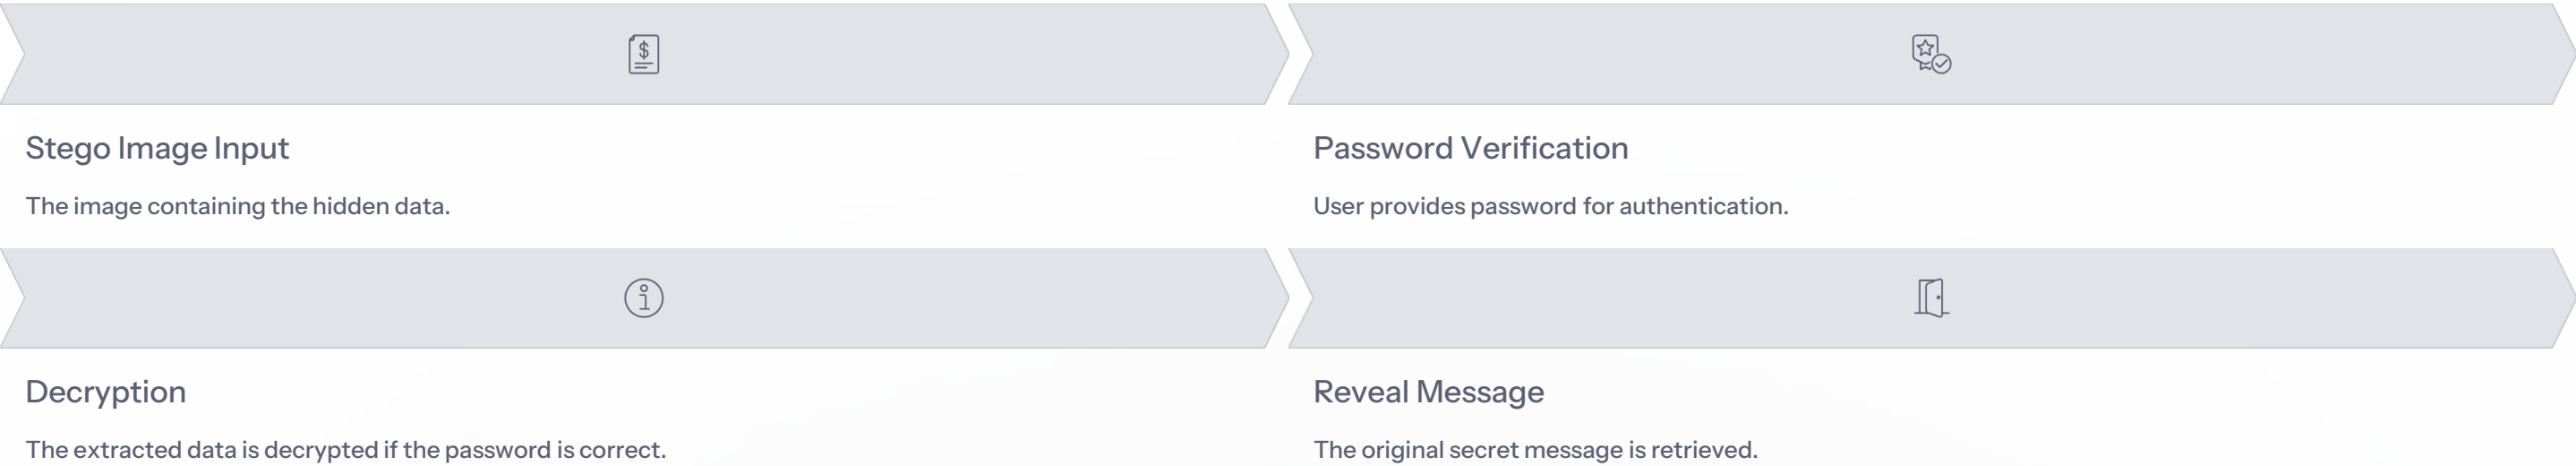 Stego Image Input
The image containing the hidden data.
Password Verification
User provides password for authentication.
Decryption
The extracted data is decrypted if the password is correct.
Reveal Message
The original secret message is retrieved.